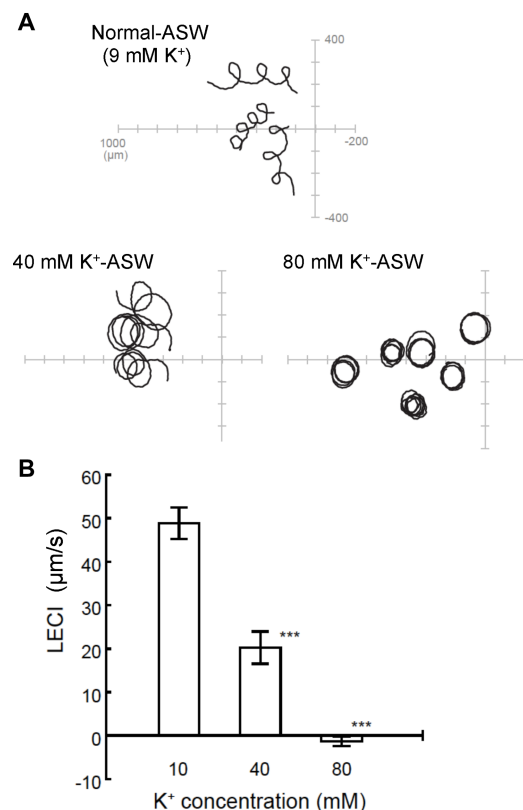 A
Normal-ASW
(9 mM K⁺)
400
1000
(µm)
-200
-400
40 mM K⁺-ASW
80 mM K⁺-ASW
B
60
50
40
30
20
10
0
-10
LECI (µm/s)
***
***
10 40 80
K⁺ concentration (mM)